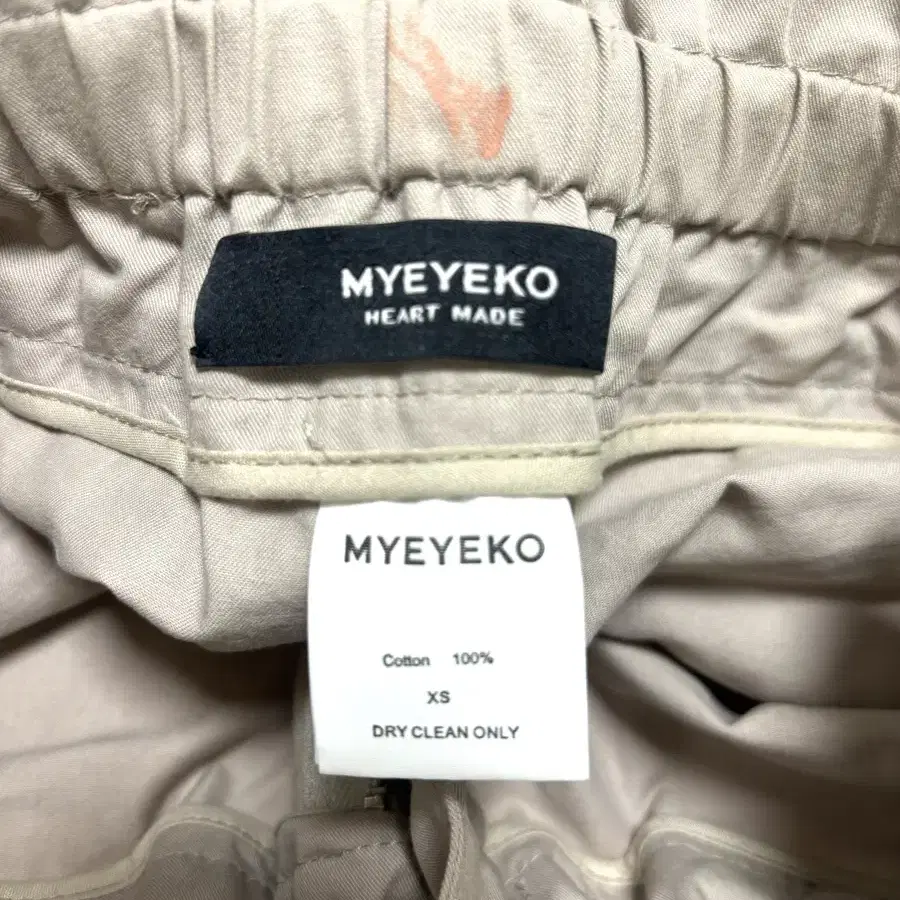 MYEYEKO
HEART MADE
MYEYEKO
Cotton 100%
XS
DRY CLEAN ONLY